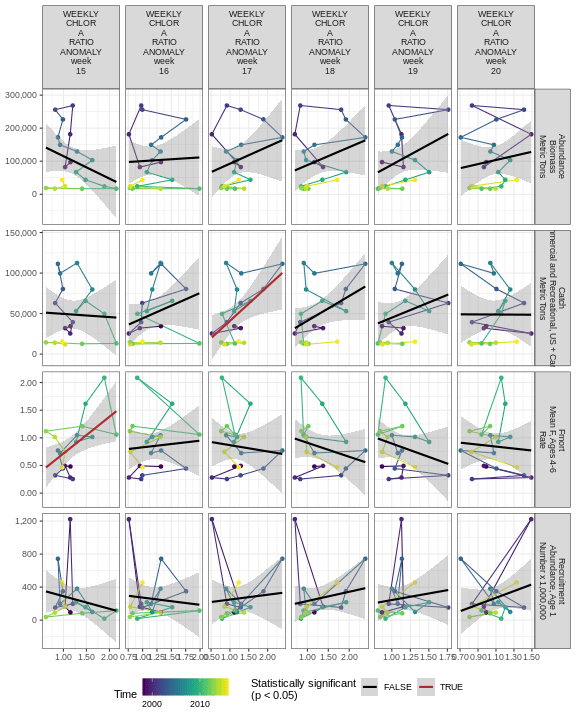 WEEKLY
CHLOR
A
RATIO
ANOMALY
week
15
WEEKLY
CHLOR
A
RATIO
ANOMALY
week
16
WEEKLY
CHLOR
A
RATIO
ANOMALY
week
17
WEEKLY
CHLOR
A
RATIO
ANOMALY
week
18
WEEKLY
CHLOR
A
RATIO
ANOMALY
week
19
WEEKLY
CHLOR
A
RATIO
ANOMALY
week
20
300,000
200,000
100,000
0
Abundance
Biomass
Metric Tons
150,000
100,000
50,000
0
Catch
mmercial and Recreational, US + Ca
Metric Tons
2.00
1.50
1.00
0.50
0.00
Fmort
Mean F, Ages 4-6
Rate
1,200
800
400
0
Recruitment
Abundance, Age 1
Number x 1,000,000
1.00 1.50 2.00
0.75 1.00 1.25 1.50 1.75 2.00
0.50 1.00 1.50 2.00
1.00 1.50 2.00
1.00 1.25 1.50 1.75
0.70 0.90 1.10 1.30 1.50
Time
2000 2010
Statistically significant
(p < 0.05)
FALSE
TRUE